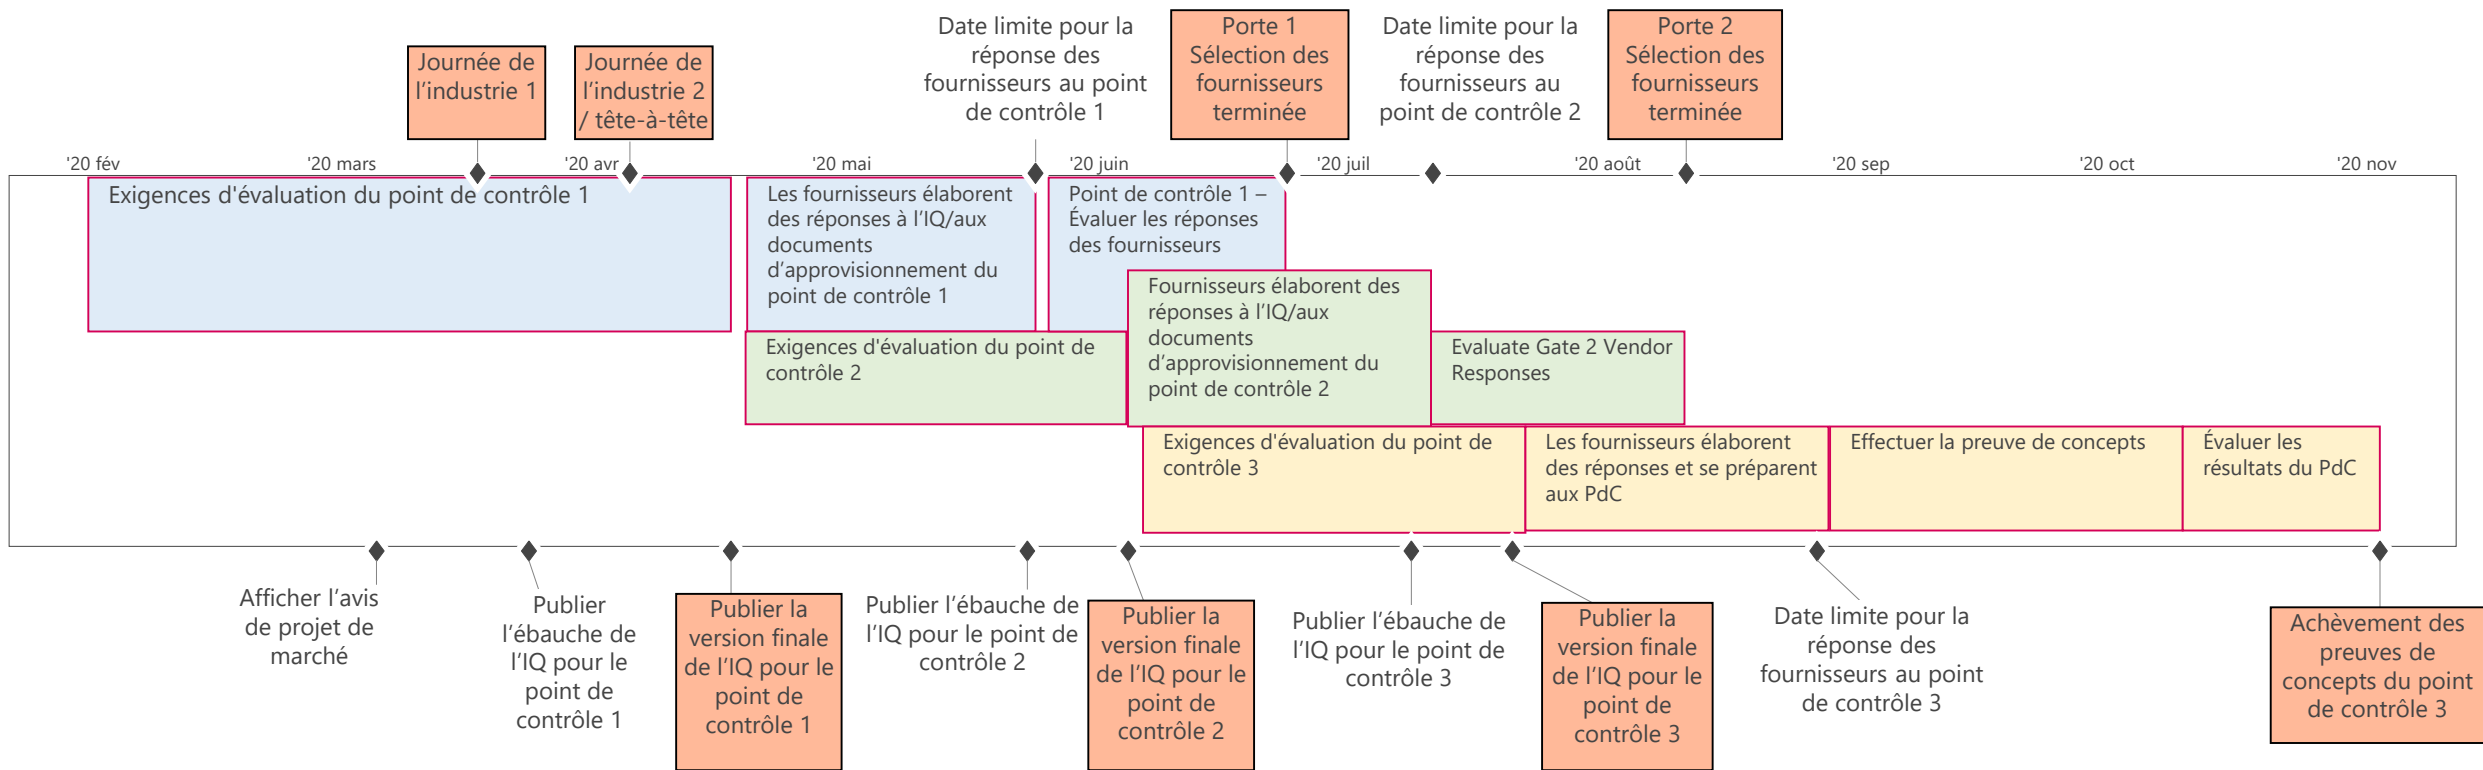 Journée de
l'industrie 1
Journée de
l'industrie 2
/ tête-à-tête
Date limite pour la
réponse des
fournisseurs au point
de contrôle 1
Porte 1
Sélection des
fournisseurs
terminée
Date limite pour la
réponse des
fournisseurs au
point de contrôle 2
Porte 2
Sélection des
fournisseurs
terminée
'20 fév
'20 mars
'20 avr
'20 mai
'20 juin
'20 juil
'20 août
'20 sep
'20 oct
'20 nov
Exigences d'évaluation du point de contrôle 1
Les fournisseurs élaborent
des réponses à l'IQ/aux
documents
d'approvisionnement du
point de contrôle 1
Point de contrôle 1 –
Évaluer les réponses
des fournisseurs
Exigences d'évaluation du point de
contrôle 2
Fournisseurs élaborent des
réponses à l'IQ/aux
documents
d'approvisionnement du
point de contrôle 2
Evaluate Gate 2 Vendor
Responses
Exigences d'évaluation du point de
contrôle 3
Les fournisseurs élaborent
des réponses et se préparent
aux PdC
Effectuer la preuve de concepts
Évaluer les
résultats du PdC
Afficher l'avis
de projet de
marché
Publier
l'ébauche de
l'IQ pour le
point de
contrôle 1
Publier la
version finale
de l'IQ pour le
point de
contrôle 1
Publier l'ébauche de
l'IQ pour le point de
contrôle 2
Publier la
version finale
de l'IQ pour le
point de
contrôle 2
Publier l'ébauche de
l'IQ pour le point de
contrôle 3
Publier la
version finale
de l'IQ pour le
point de
contrôle 3
Date limite pour la
réponse des
fournisseurs au point
de contrôle 3
Achèvement des
preuves de
concepts du point
de contrôle 3